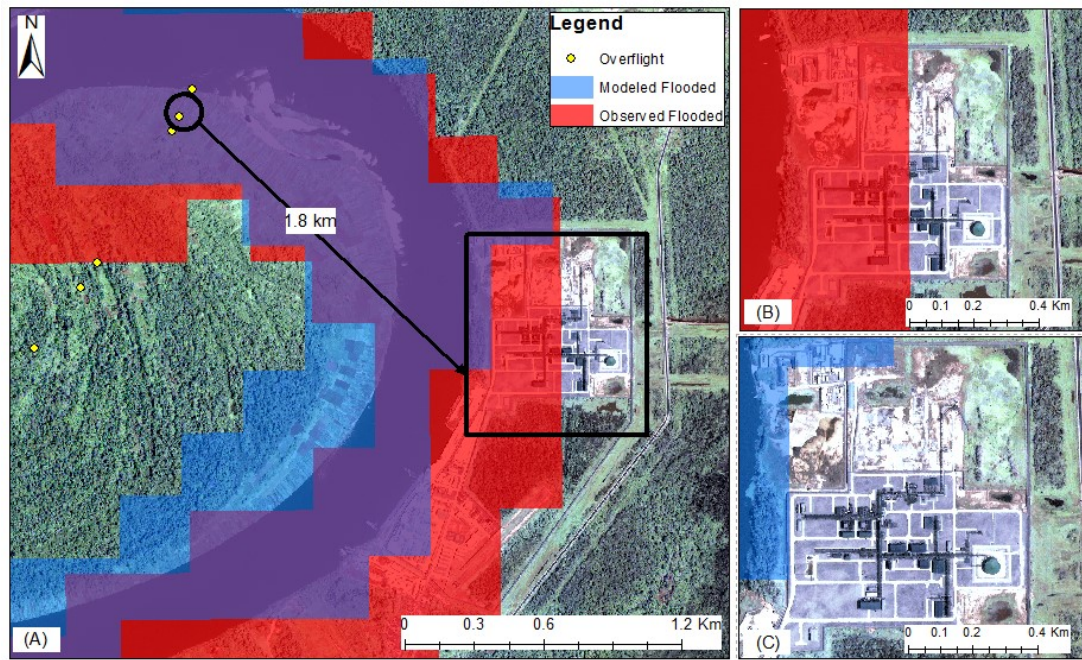 N
Legend
Overflight
Modeled Flooded
Observed Flooded
1.8 km
(A)
0 0.3 0.6 1.2 Km
0 0.1 0.2 0.4 Km
(B)
0 0.1 0.2 0.4 Km
(C)